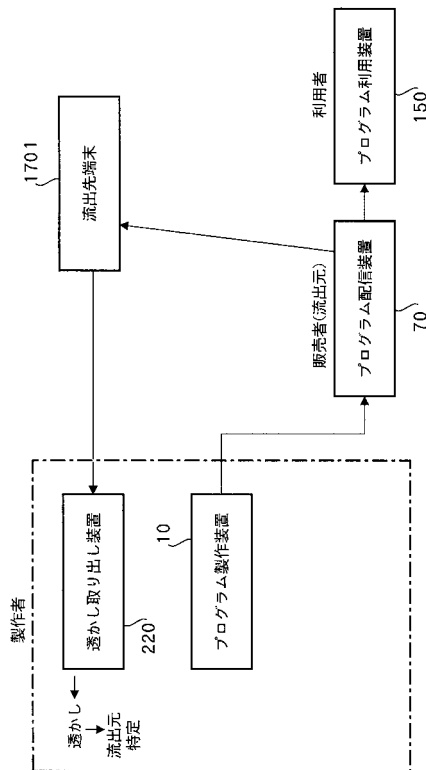 製作者
透かし取り出し装置
220
透かし
流出元
特定
プログラム製作装置
10
流出先端末
1701
販売者(流出元)
プログラム配信装置
70
利用者
プログラム利用装置
150